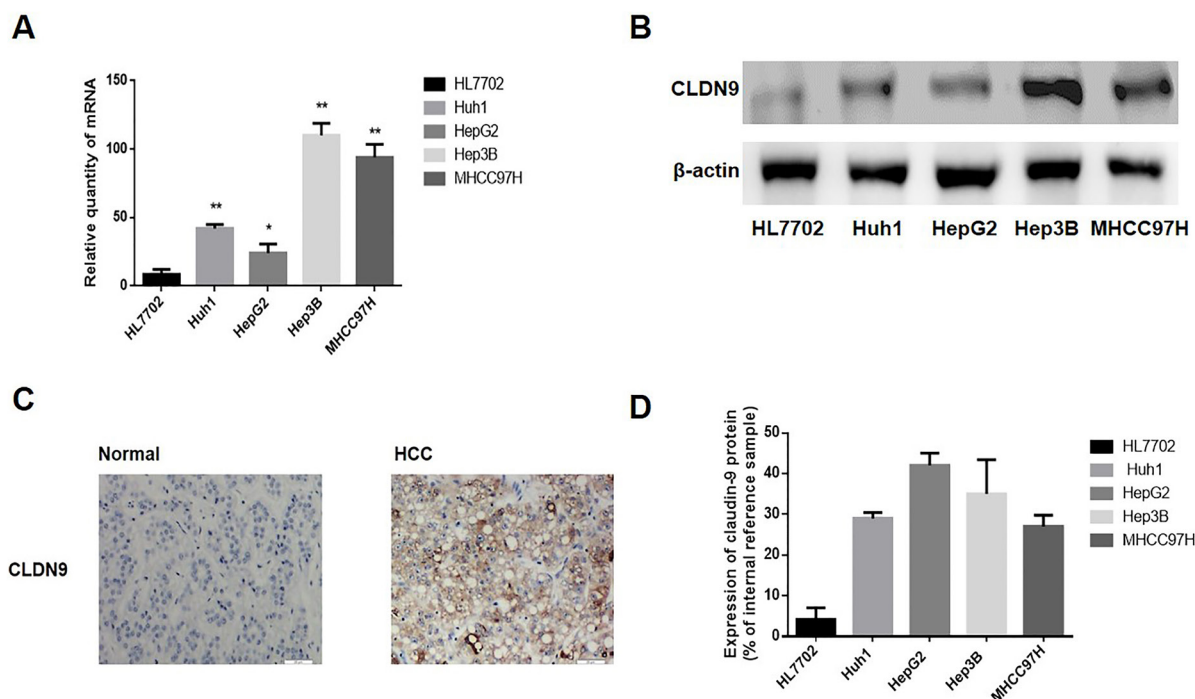 A
Relative quantity of mRNA
150
100
50
0
**
*
**
**
HL7702
Huh1
HepG2
Hep3B
MHCC97H
HL7702
Huh1
HepG2
Hep3B
MHCC97H
B
CLDN9
β-actin
HL7702 Huh1 HepG2 Hep3B MHCC97H
C
Normal HCC
CLDN9
D
Expression of claudin-9 protein
(% of internal reference sample)
50
40
30
20
10
0
HL7702
Huh1
HepG2
Hep3B
MHCC97H
HL7702
Huh1
HepG2
Hep3B
MHCC97H